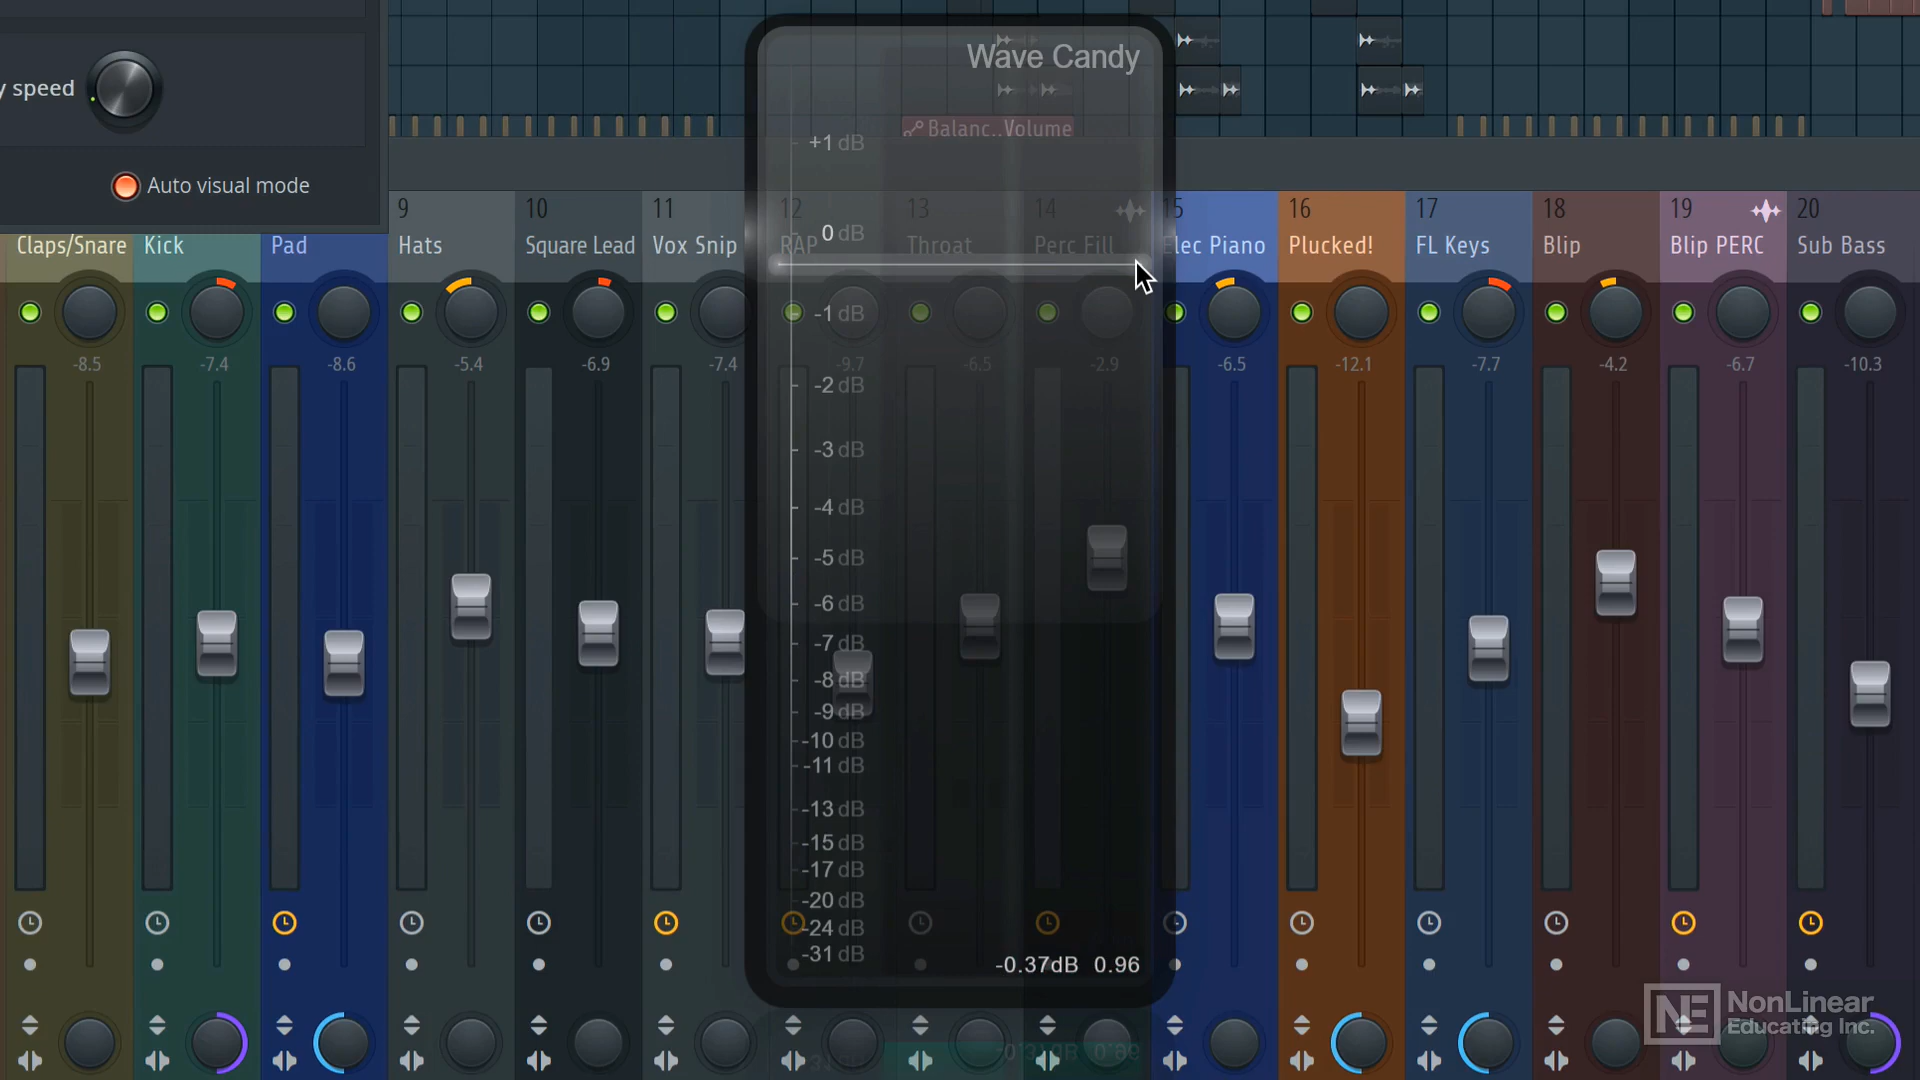 y speed
Auto visual mode
Wave Candy
Balanc..Volume
+1 dB
0 dB
-1 dB
-2 dB
-3 dB
-4 dB
-5 dB
-6 dB
-7 dB
-8 dB
-9 dB
-10 dB
-11 dB
-13 dB
-15 dB
-17 dB
-20 dB
-24 dB
-31 dB
-0.37dB 0.96
9 10 11 12 13 14 15 16 17 18 19 20
Claps/Snare Kick Pad Hats Square Lead Vox Snip RAP Throat Perc Fill Elec Piano Plucked! FL Keys Blip Blip PERC Sub Bass
-8.5 -7.4 -8.6 -5.4 -6.9 -7.4 -9.7 -6.5 -2.9 -6.5 -12.1 -7.7 -4.2 -6.7 -10.3
NE NonLinear
Educating Inc.